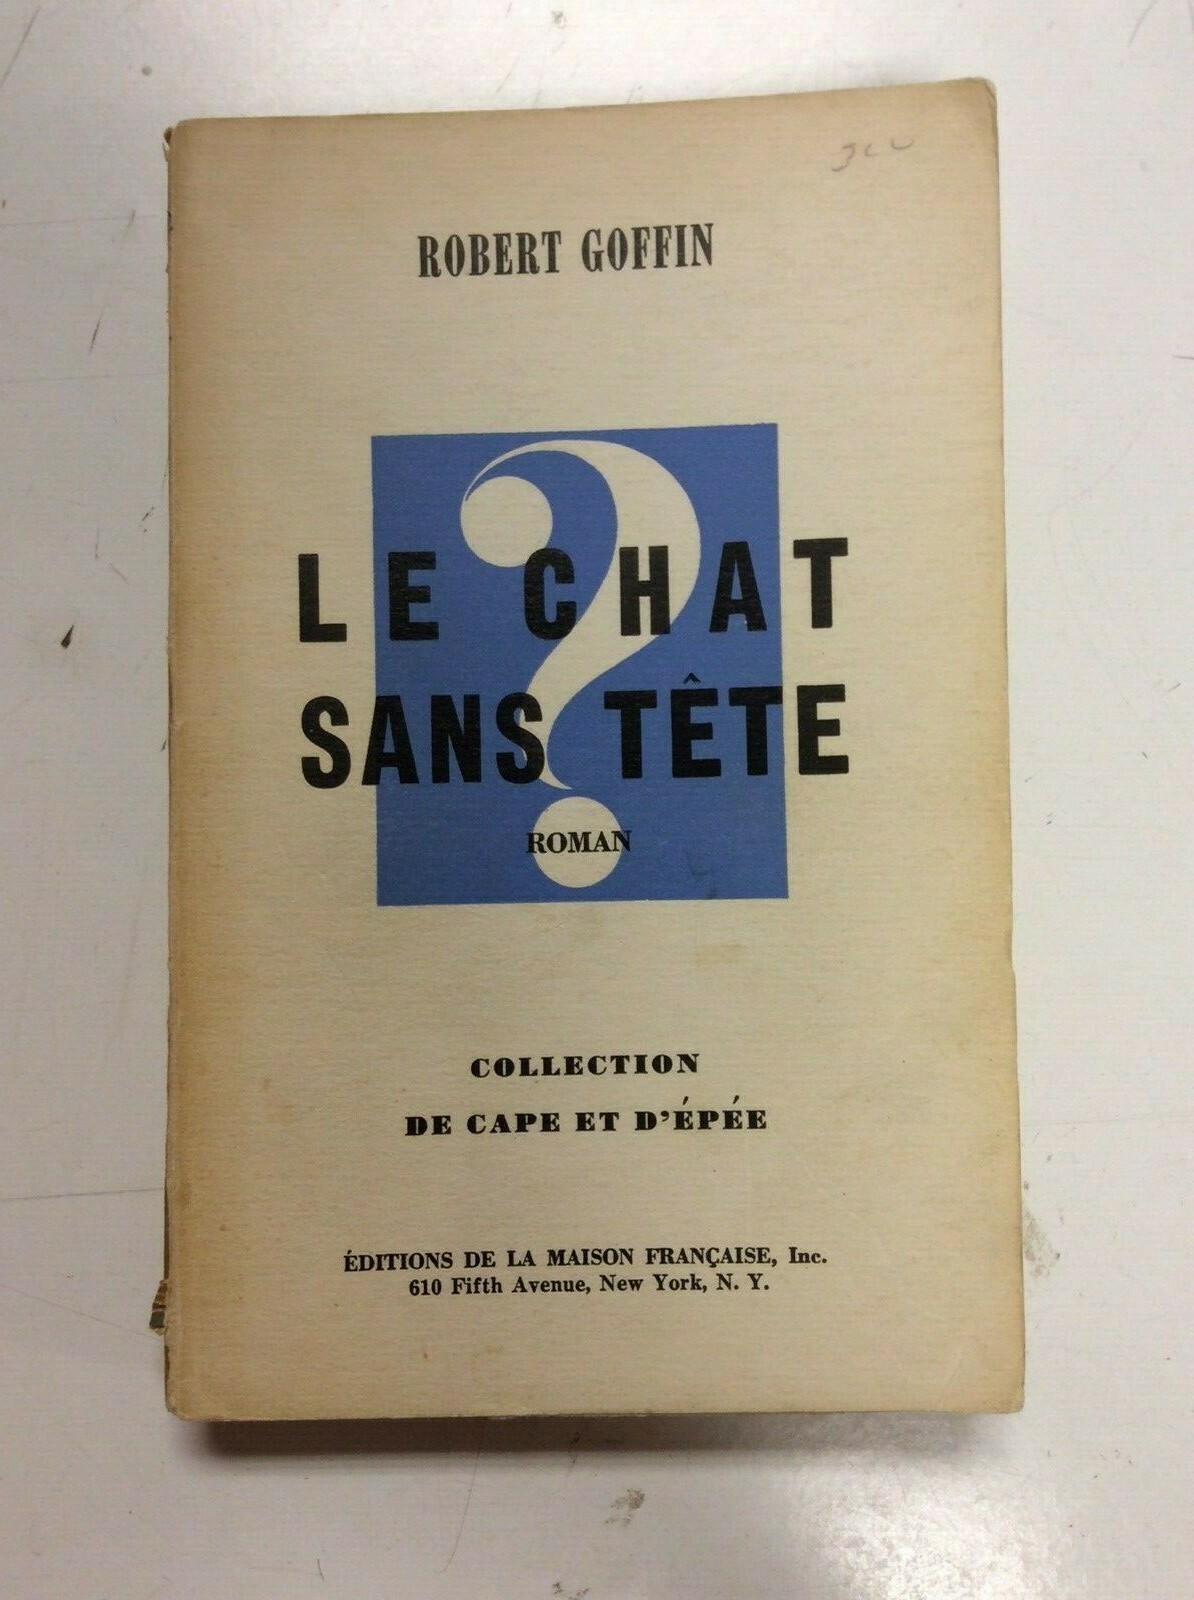 ROBERT GOFFIN
LE CHAT
SANS TÊTE
ROMAN
COLLECTION
DE CAPE ET D'ÉPÉE
ÉDITIONS DE LA MAISON FRANÇAISE, Inc.
610 Fifth Avenue, New York, N. Y.